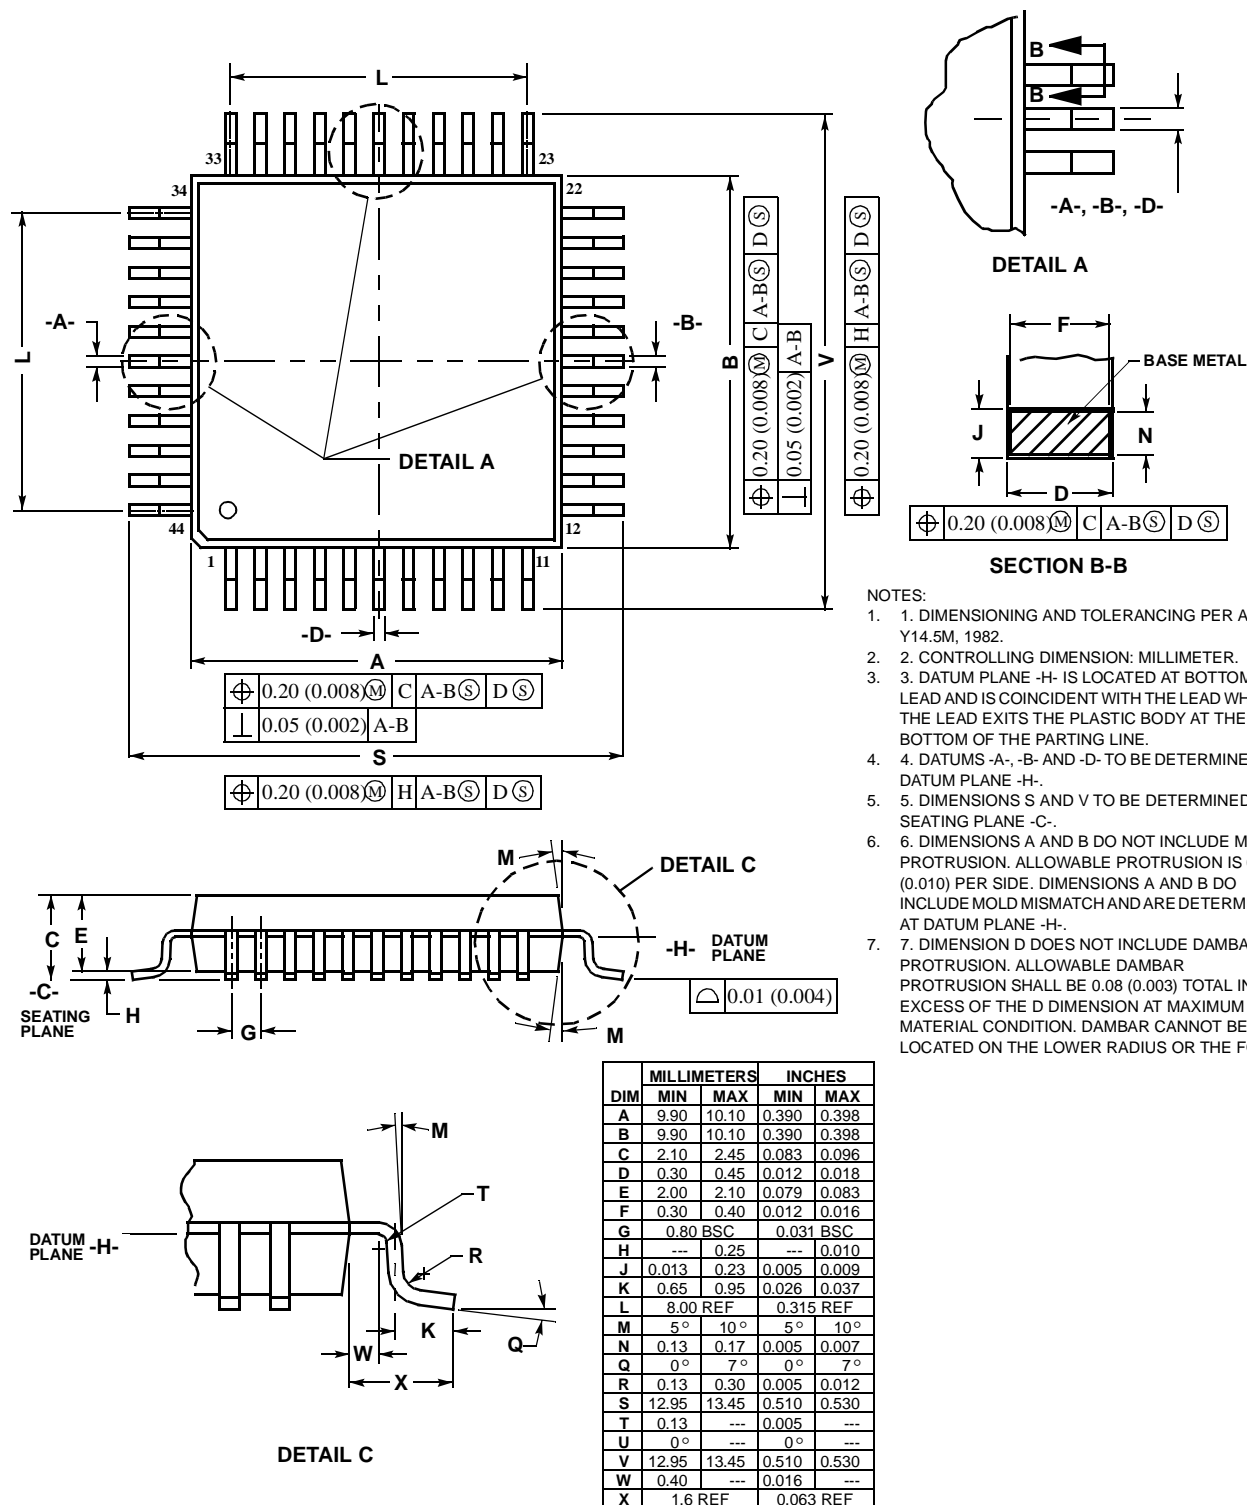 L
33
23
34
22
-A-
-B-
L
B
V
DETAIL A
44
12
1
11
-D-
A
0.20 (0.008) M C A-B S D S
0.05 (0.002) A-B
S
0.20 (0.008) M H A-B S D S
0.20 (0.008) M C A-B S D S
0.05 (0.002) A-B
0.20 (0.008) M H A-B S D S
B
B
-A-, -B-, -D-
DETAIL A
F
BASE METAL
J
N
D
0.20 (0.008) M C A-B S D S
SECTION B-B
NOTES:
1. 1. DIMENSIONING AND TOLERANCING PER
Y14.5M, 1982.
2. 2. CONTROLLING DIMENSION: MILLIMETER.
3. 3. DATUM PLANE -H- IS LOCATED AT BOTTOM
LEAD AND IS COINCIDENT WITH THE LEAD
THE LEAD EXITS THE PLASTIC BODY AT THE
BOTTOM OF THE PARTING LINE.
4. 4. DATUMS -A-, -B- AND -D- TO BE DETERMINE
DATUM PLANE -H-.
5. 5. DIMENSIONS S AND V TO BE DETERMINED
SEATING PLANE -C-.
6. 6. DIMENSIONS A AND B DO NOT INCLUDE
PROTRUSION. ALLOWABLE PROTRUSION IS
(0.010) PER SIDE. DIMENSIONS A AND B DO
INCLUDE MOLD MISMATCH AND ARE DETERM
AT DATUM PLANE -H-.
7. 7. DIMENSION D DOES NOT INCLUDE DAMBA
PROTRUSION. ALLOWABLE DAMBAR
PROTRUSION SHALL BE 0.08 (0.003) TOTAL IN
EXCESS OF THE D DIMENSION AT MAXIMUM
MATERIAL CONDITION. DAMBAR CANNOT BE
LOCATED ON THE LOWER RADIUS OR THE
M
DETAIL C
C E
-H- DATUM
PLANE
-C-
SEATING
PLANE
H
G
0.01 (0.004)
M
M
T
DATUM
PLANE -H-
R
K
W
Q
X
DETAIL C
MILLIMETERS INCHES
DIM MIN MAX MIN MAX
A 9.90 10.10 0.390 0.398
B 9.90 10.10 0.390 0.398
C 2.10 2.45 0.083 0.096
D 0.30 0.45 0.012 0.018
E 2.00 2.10 0.079 0.083
F 0.30 0.40 0.012 0.016
G 0.80 BSC 0.031 BSC
H --- 0.25 --- 0.010
J 0.013 0.23 0.005 0.009
K 0.65 0.95 0.026 0.037
L 8.00 REF 0.315 REF
M 5° 10° 5° 10°
N 0.13 0.17 0.005 0.007
Q 0° 7° 0° 7°
R 0.13 0.30 0.005 0.012
S 12.95 13.45 0.510 0.530
T 0.13 --- 0.005 ---
U 0° --- 0° ---
V 12.95 13.45 0.510 0.530
W 0.40 --- 0.016 ---
X 1.6 REF 0.063 REF